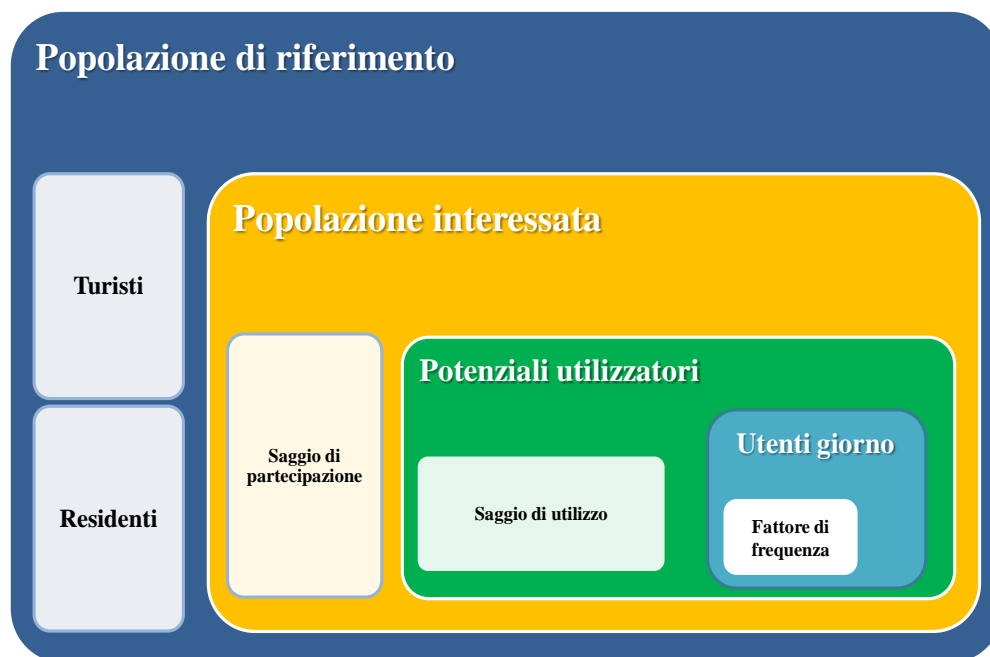 Popolazione di riferimento
Turisti
Residenti
Popolazione interessata
Saggio di
partecipazione
Potenziali utilizzatori
Saggio di utilizzo
Utenti giorno
Fattore di
frequenza